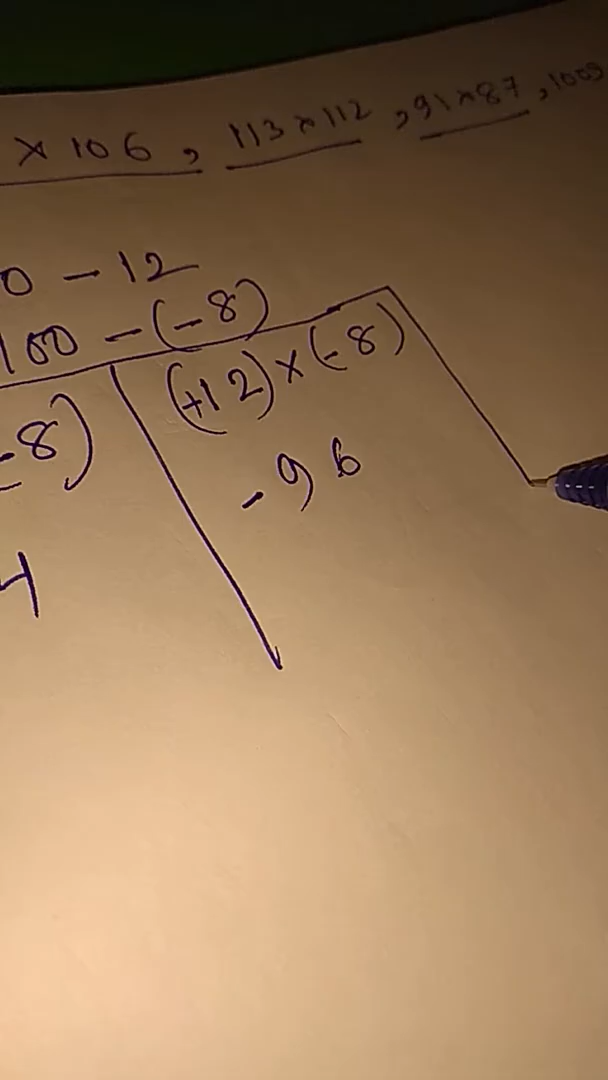 × 106, 113 × 112, 91 × 87, 1009
0 - 12
100 - (-8)
-8) (+12) × (-8)
- 96
4